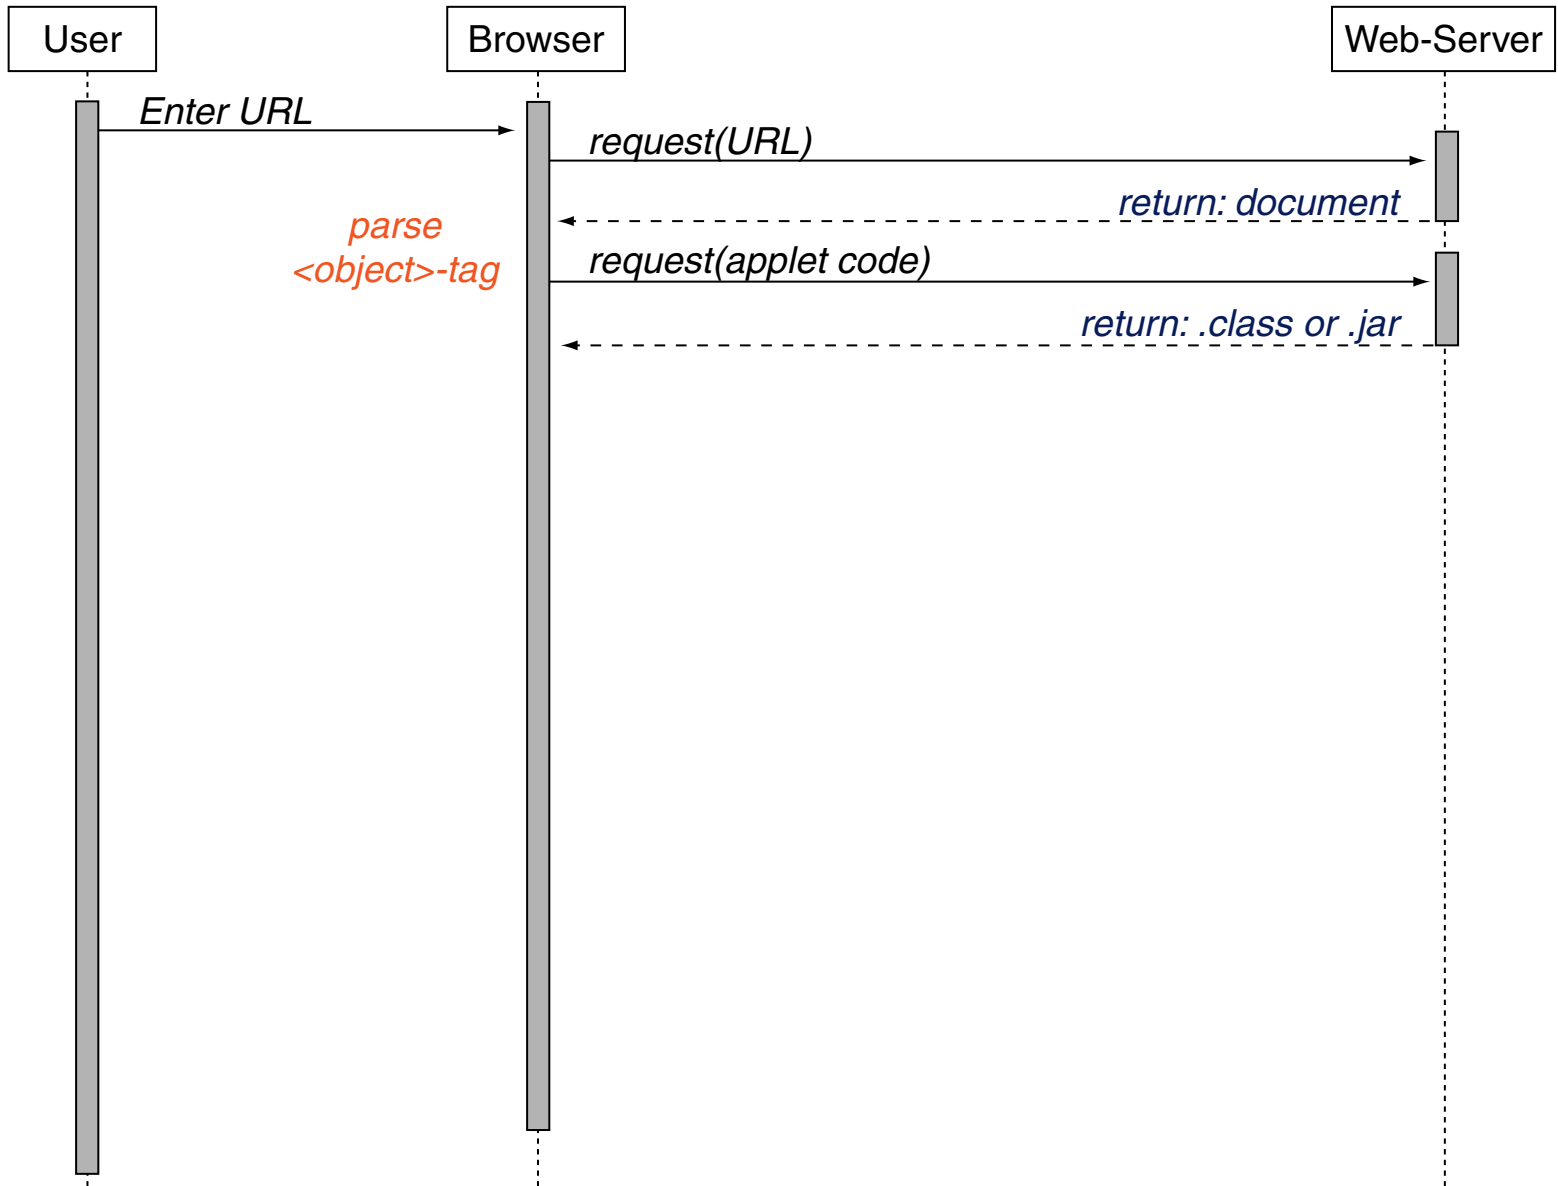 User
Browser
Web-Server
Enter URL
request(URL)
return: document
parse
<object>-tag
request(applet code)
return: .class or .jar